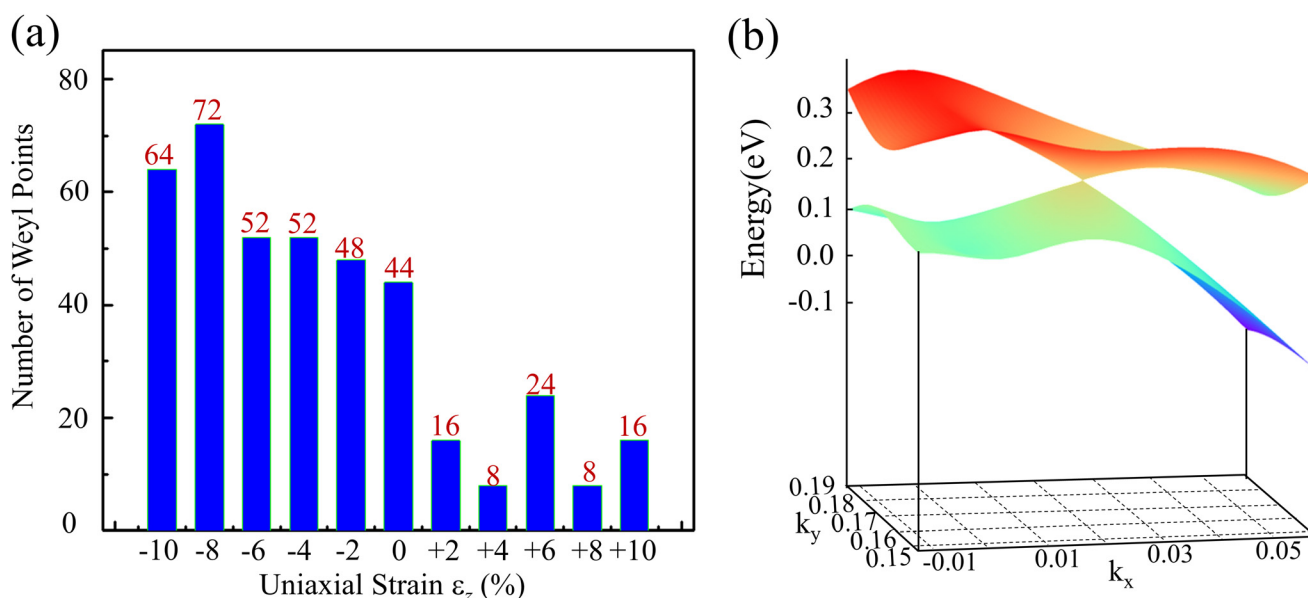 (a)
Number of Weyl Points
80
60
40
20
0
64
72
52
52
48
44
16
8
24
8
16
-10 -8 -6 -4 -2 0 +2 +4 +6 +8 +10
Uniaxial Strain ε_z (%)
(b)
Energy(eV)
0.3
0.2
0.1
0.0
-0.1
0.19
0.18
0.17
0.16
0.15
k_y
-0.01 0.01 0.03 0.05
k_x